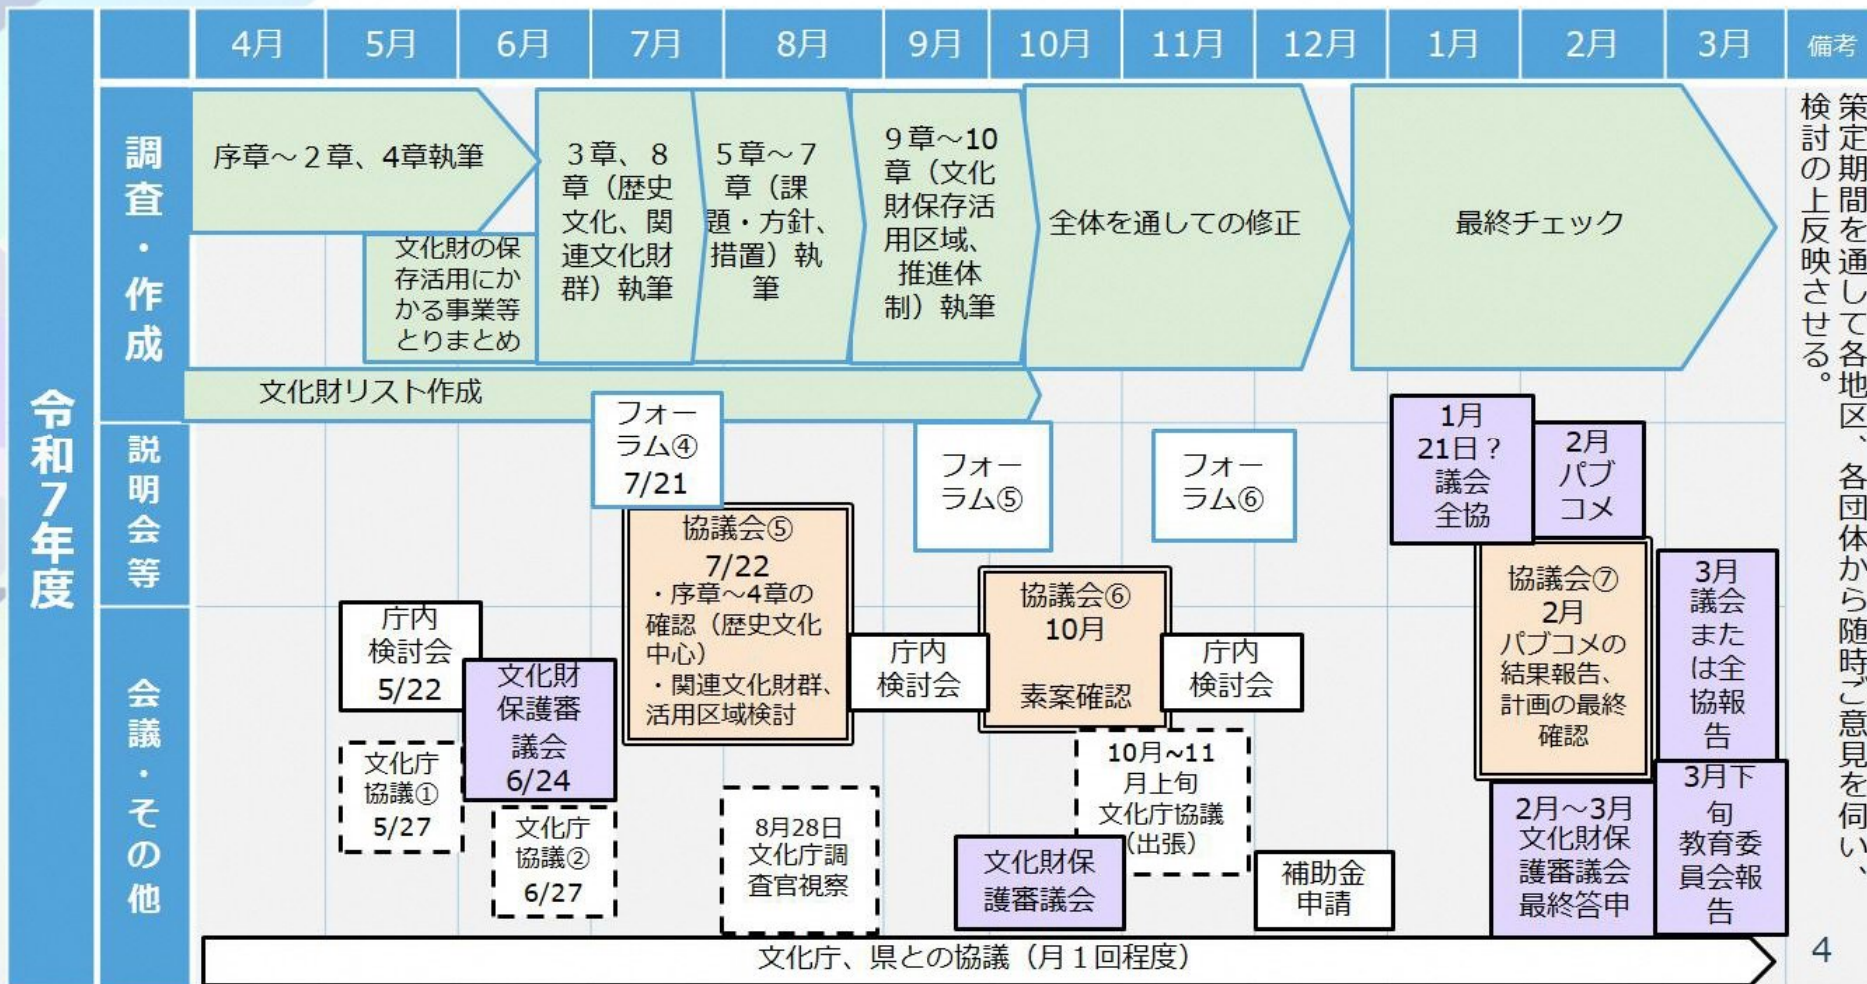 4月
5月
6月
7月
8月
9月
10月
11月
12月
1月
2月
3月
備考
令和7年度
調査・作成
序章～２章、4章執筆
文化財の保
存活用にか
かる事業等
とりまとめ
３章、８
章（歴史
文化、関
連文化財
群）執筆
５章～７
章（課
題・方針、
措置）執
筆
９章～10
章（文化
財保存活
用区域、
推進体
制）執筆
全体を通しての修正
最終チェック
文化財リスト作成
説明会等
フォー
ラム④
7/21
フォー
ラム⑤
フォー
ラム⑥
1月
21日？
議会
全協
2月
パブ
コメ
会議・その他
庁内
検討会
5/22
文化庁
協議①
5/27
文化財
保護審
議会
6/24
文化庁
協議②
6/27
協議会⑤
7/22
・序章～4章の
確認（歴史文化
中心）
・関連文化財群、
活用区域検討
8月28日
文化庁調
査官視察
庁内
検討会
協議会⑥
10月
素案確認
文化財保
護審議会
10月~11
月上旬
文化庁協議
（出張）
庁内
検討会
補助金
申請
協議会⑦
2月
パブコメの
結果報告、
計画の最終
確認
2月～3月
文化財保
護審議会
最終答申
3月
議会
また
は全
協報
告
3月下
旬
教育委
員会報
告
文化庁、県との協議（月１回程度）
策定期間を通して各地区、各団体から随時ご意見を伺い、
検討の上反映させる。
4